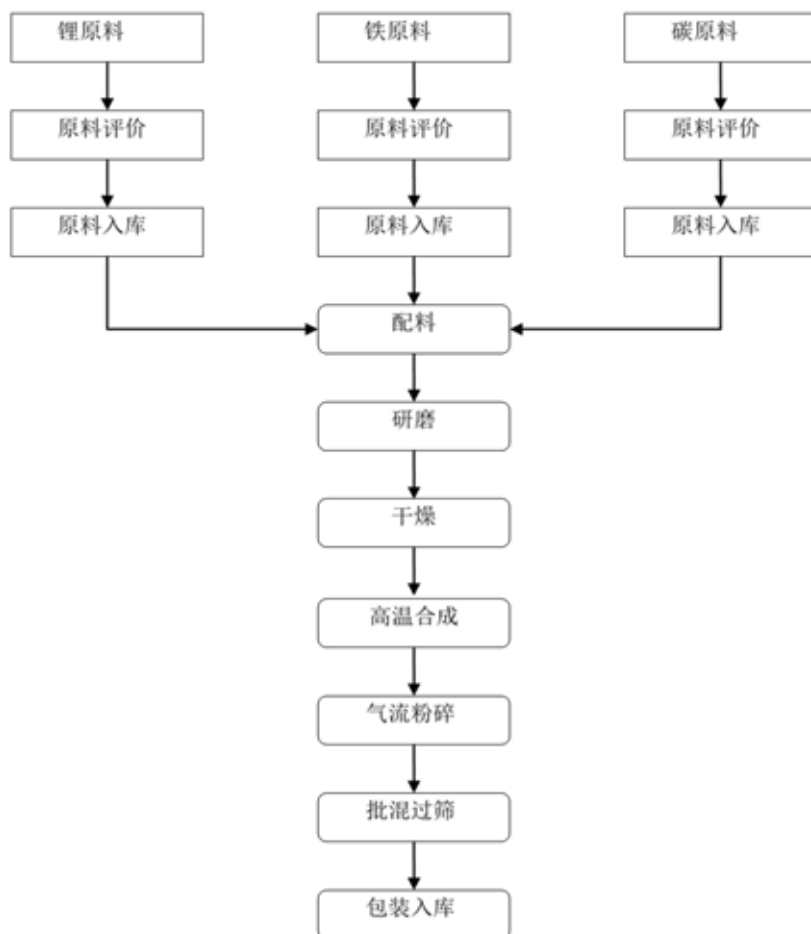 锂原料
铁原料
碳原料
原料评价
原料评价
原料评价
原料入库
原料入库
原料入库
配料
研磨
干燥
高温合成
气流粉碎
批混过筛
包装入库